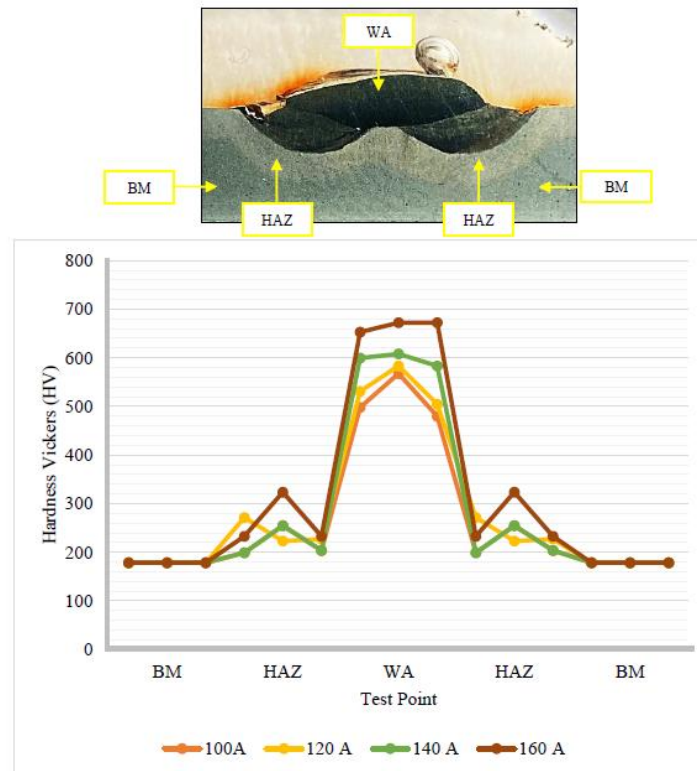 WA
BM
BM
HAZ
HAZ
800
700
600
500
400
300
200
100
0
Hardness Vickers (HV)
BM
HAZ
WA
HAZ
BM
Test Point
100A
120 A
140 A
160 A